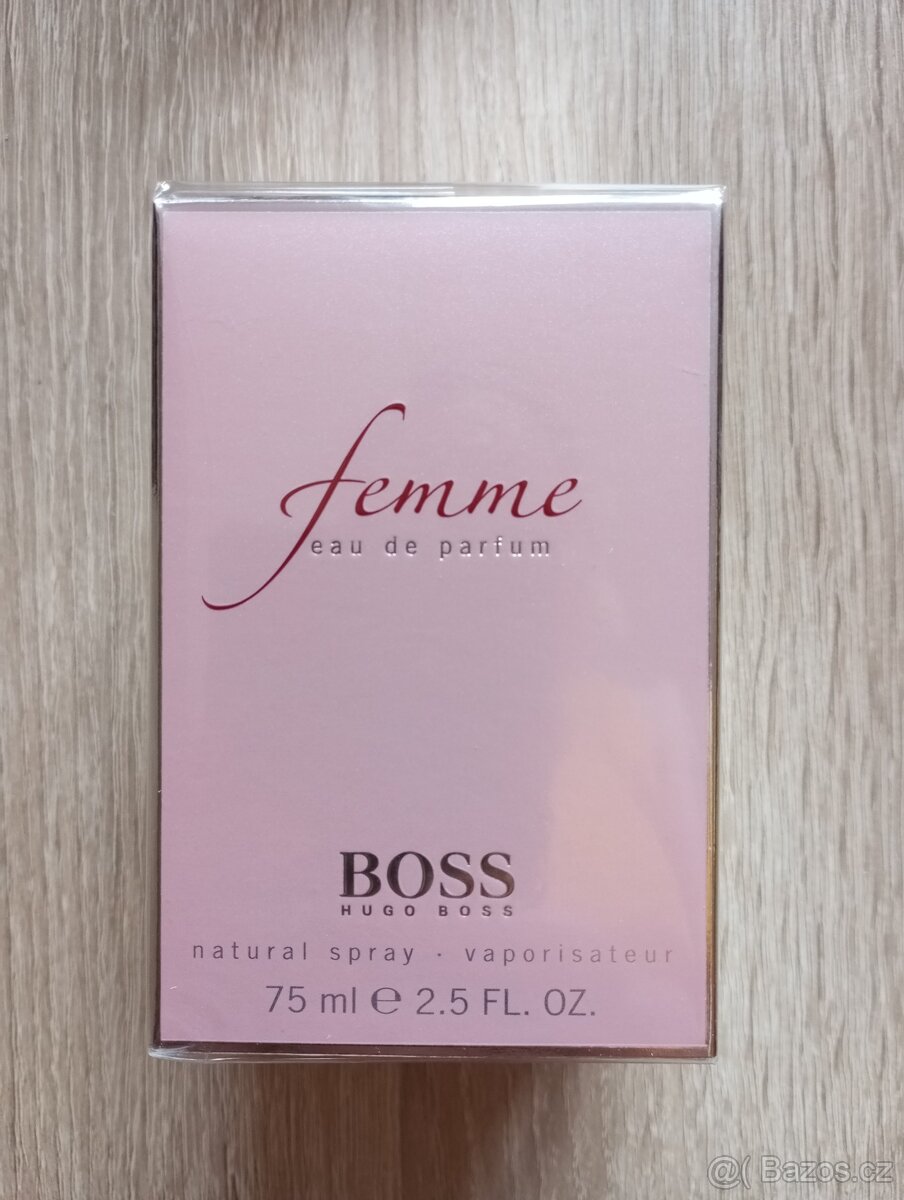 femme
eau de parfum
BOSS
HUGO BOSS
natural spray · vaporisateur
75 ml ℮ 2.5 FL. OZ.
@( Bazos.cz